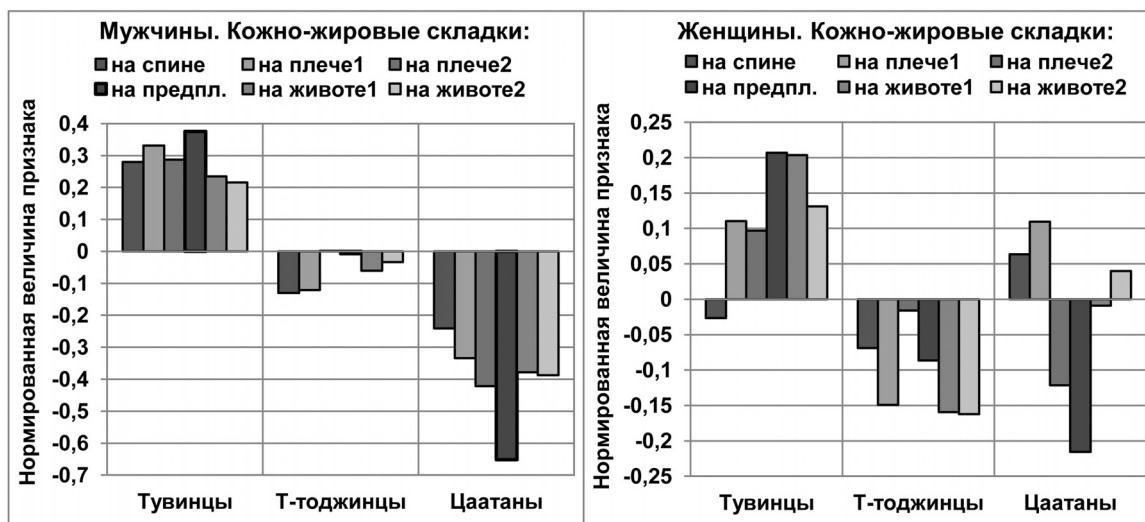 Мужчины. Кожно-жировые складки:
на спине на плече1 на плече2
на предпл. на животе1 на животе2
Нормированная величина признака
0,4
0,3
0,2
0,1
0
-0,1
-0,2
-0,3
-0,4
-0,5
-0,6
-0,7
Тувинцы Т-тоджинцы Цаатаны
Женщины. Кожно-жировые складки:
на спине на плече1 на плече2
на предпл. на животе1 на животе2
Нормированная величина признака
0,25
0,2
0,15
0,1
0,05
0
-0,05
-0,1
-0,15
-0,2
-0,25
Тувинцы Т-тоджинцы Цаатаны